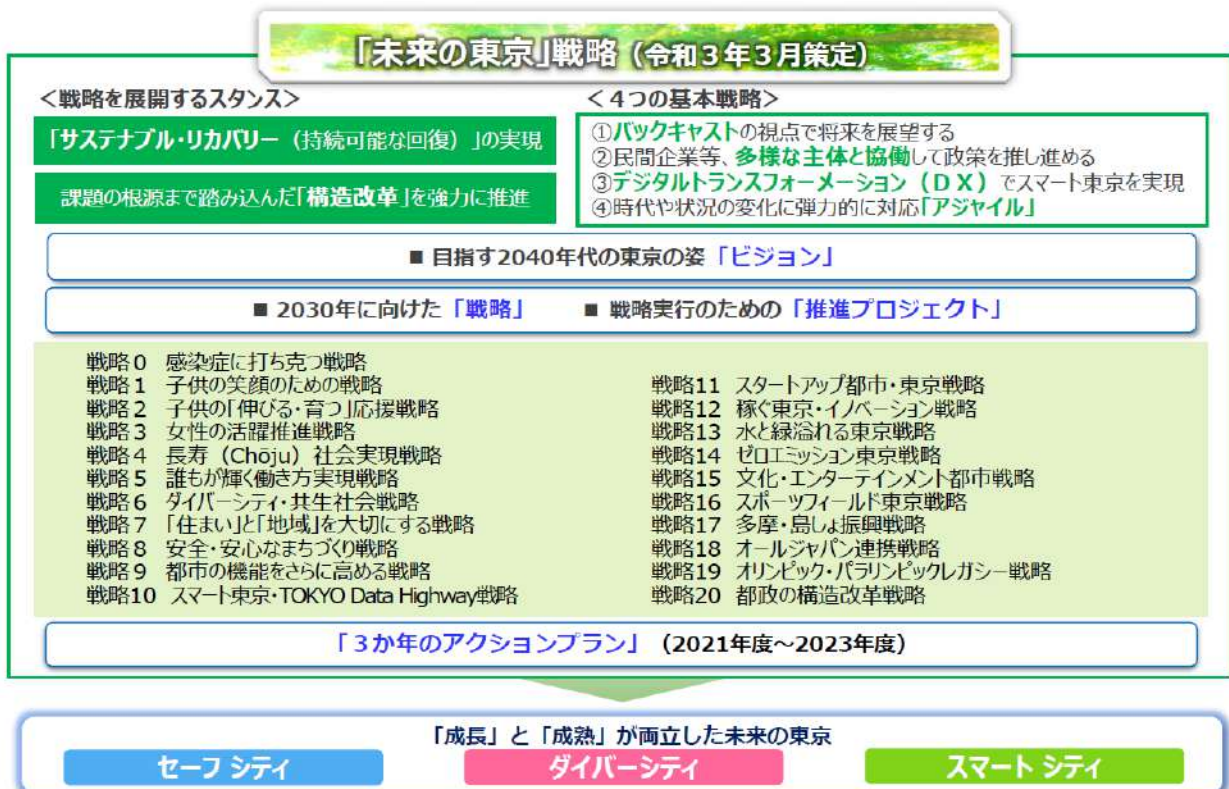 「未来の東京」戦略（令和３年３月策定）
＜戦略を展開するスタンス＞
「サステナブル・リカバリー（持続可能な回復）」の実現
課題の根源まで踏み込んだ「構造改革」を強力に推進
＜４つの基本戦略＞
①バックキャストの視点で将来を展望する
②民間企業等、多様な主体と協働して政策を推し進める
③デジタルトランスフォーメーション（ＤＸ）でスマート東京を実現
④時代や状況の変化に弾力的に対応「アジャイル」
■ 目指す2040年代の東京の姿「ビジョン」
■ 2030年に向けた「戦略」 ■ 戦略実行のための「推進プロジェクト」
戦略０ 感染症に打ち克つ戦略
戦略１ 子供の笑顔のための戦略
戦略２ 子供の「伸びる・育つ」応援戦略
戦略３ 女性の活躍推進戦略
戦略４ 長寿（Chōju）社会実現戦略
戦略５ 誰もが輝く働き方実現戦略
戦略６ ダイバーシティ・共生社会戦略
戦略７ 「住まい」と「地域」を大切にする戦略
戦略８ 安全・安心なまちづくり戦略
戦略９ 都市の機能をさらに高める戦略
戦略10 スマート東京・TOKYO Data Highway戦略
戦略11 スタートアップ都市・東京戦略
戦略12 稼ぐ東京・イノベーション戦略
戦略13 水と緑溢れる東京戦略
戦略14 ゼロエミッション東京戦略
戦略15 文化・エンターテインメント都市戦略
戦略16 スポーツフィールド東京戦略
戦略17 多摩・島しょ振興戦略
戦略18 オールジャパン連携戦略
戦略19 オリンピック・パラリンピックレガシー戦略
戦略20 都政の構造改革戦略
「３か年のアクションプラン」（2021年度～2023年度）
「成長」と「成熟」が両立した未来の東京
セーフ シティ
ダイバーシティ
スマート シティ